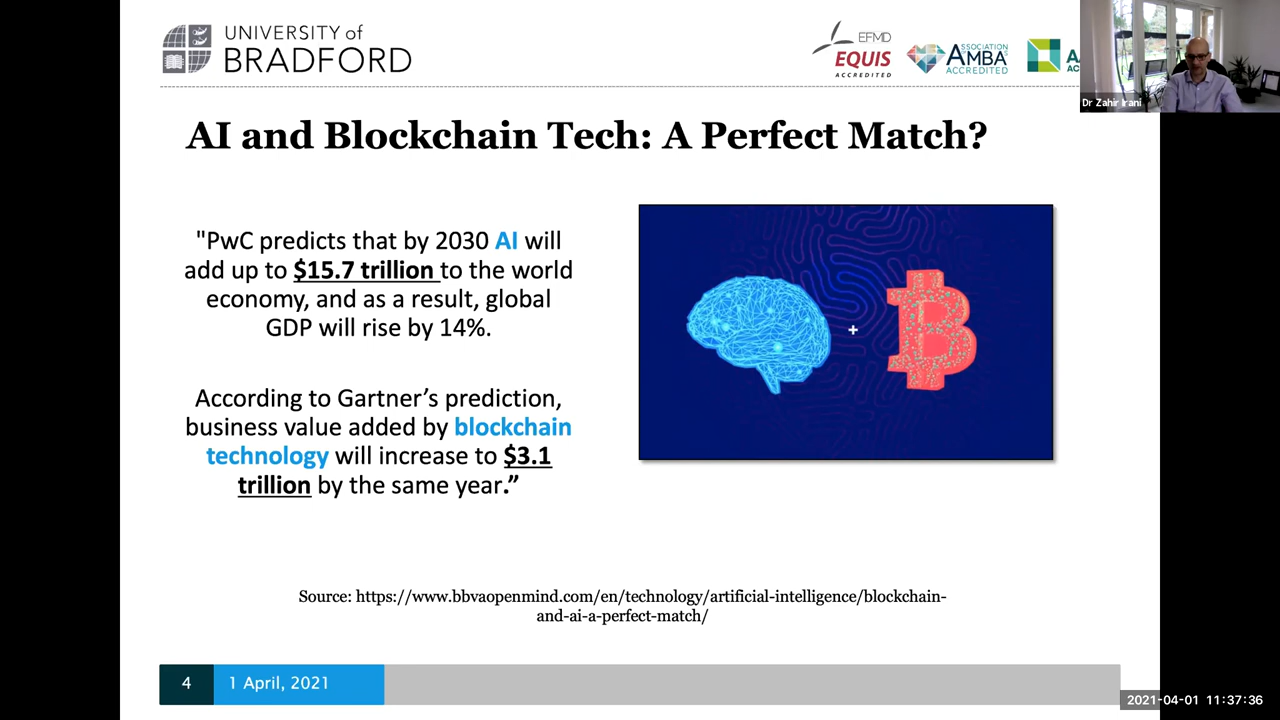 UNIVERSITY of
BRADFORD
EFMD
EQUIS
ACCREDITED
ASSOCIATION
AMBA
ACCREDITED
Dr Zahir Irani
AI and Blockchain Tech: A Perfect Match?
"PwC predicts that by 2030 AI will
add up to $15.7 trillion to the world
economy, and as a result, global
GDP will rise by 14%.
According to Gartner’s prediction,
business value added by blockchain
technology will increase to $3.1
trillion by the same year.”
+
Source: https://www.bbvaopenmind.com/en/technology/artificial-intelligence/blockchain-
and-ai-a-perfect-match/
4
1 April, 2021
2021-04-01 11:37:36